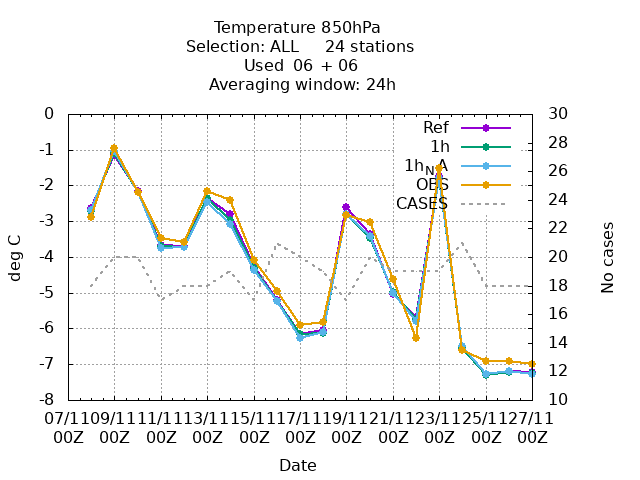 Temperature 850hPa
Selection: ALL 24 stations
Used 06 + 06
Averaging window: 24h
0 30
-1 28
-2 26
-3 24
-4 22
-5 20
-6 18
-7 16
-8 14
12
10
Ref
1h
1h_NA
OBS
CASES
deg C
No cases
07/11 09/11 11/11 13/11 15/11 17/11 19/11 21/11 23/11 25/11 27/11
00Z 00Z 00Z 00Z 00Z 00Z 00Z 00Z 00Z 00Z 00Z
Date